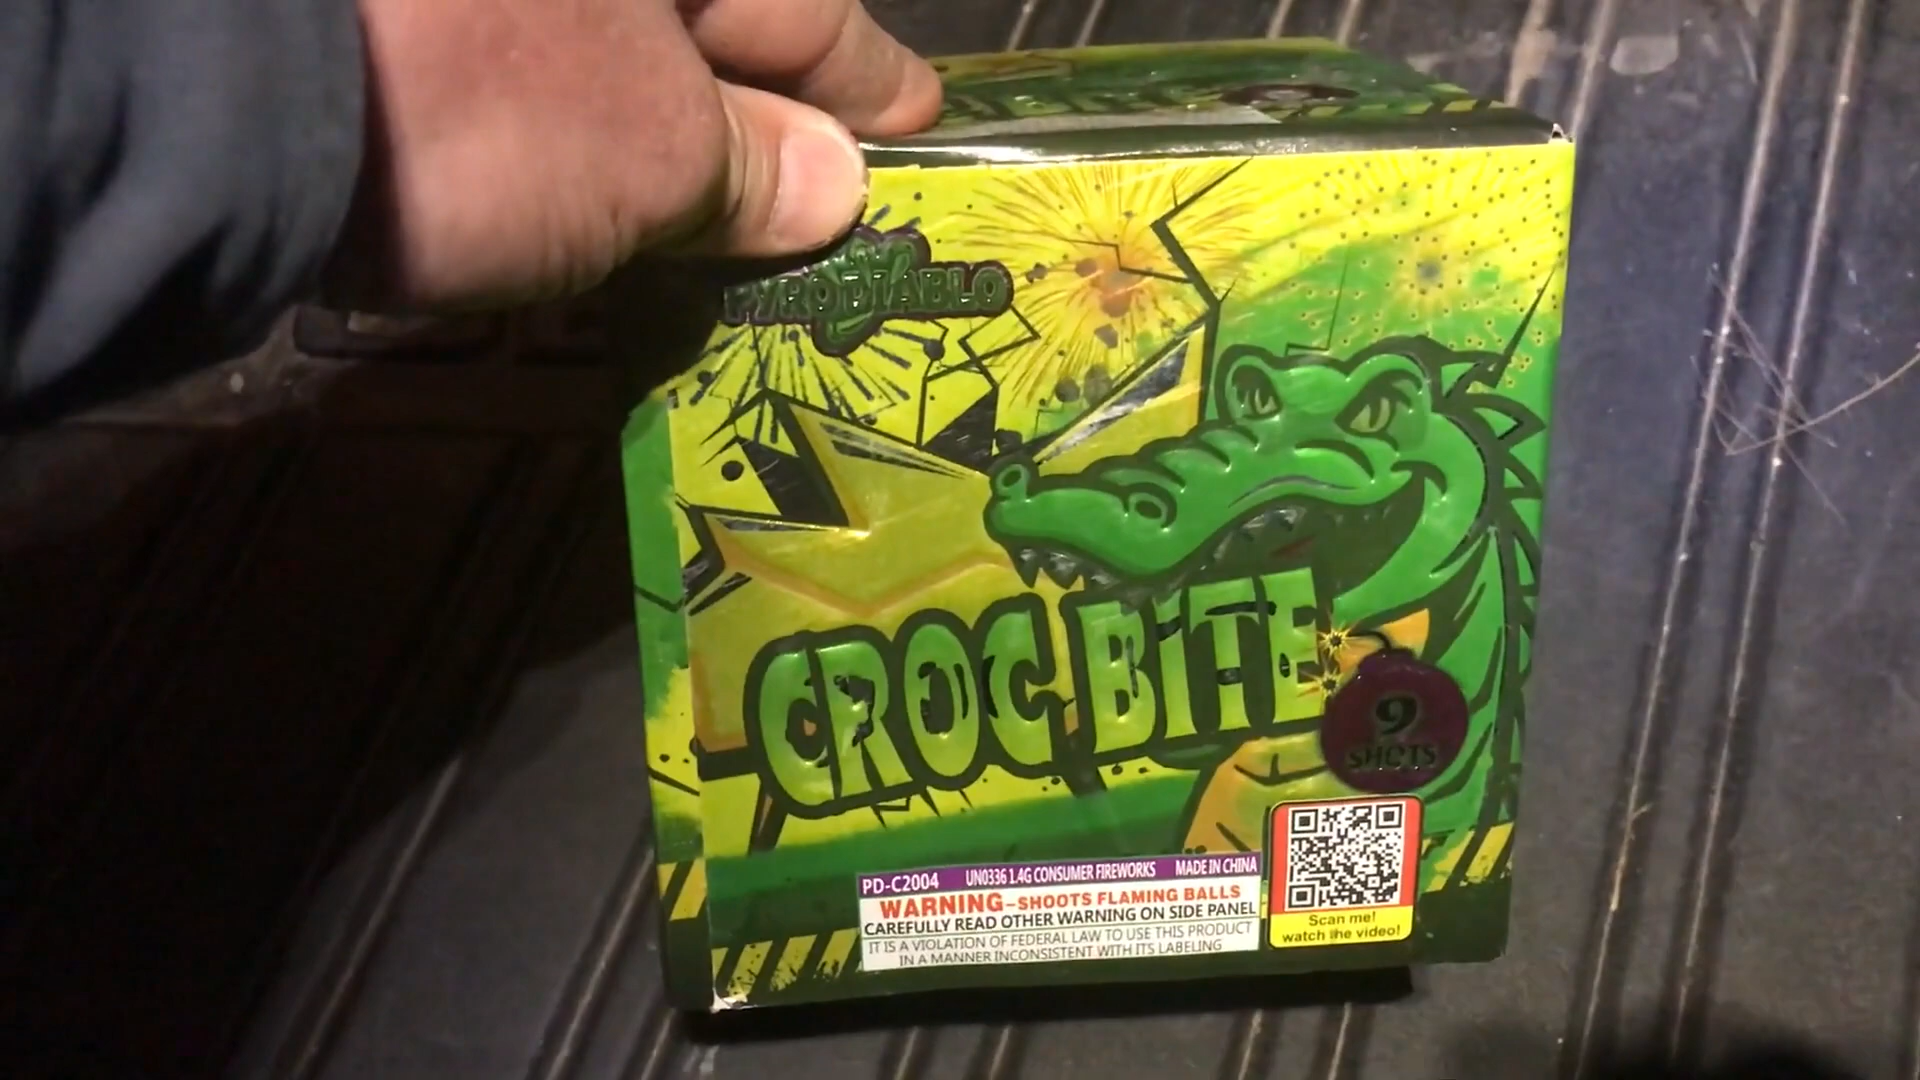 PYRODIABLO
CROC BITE
9
SHOTS
PD-C2004 UN0336 1.4G CONSUMER FIREWORKS MADE IN CHINA
WARNING-SHOOTS FLAMING BALLS
CAREFULLY READ OTHER WARNING ON SIDE PANEL
IT IS A VIOLATION OF FEDERAL LAW TO USE THIS PRODUCT
IN A MANNER INCONSISTENT WITH ITS LABELING
Scan me!
watch the video!